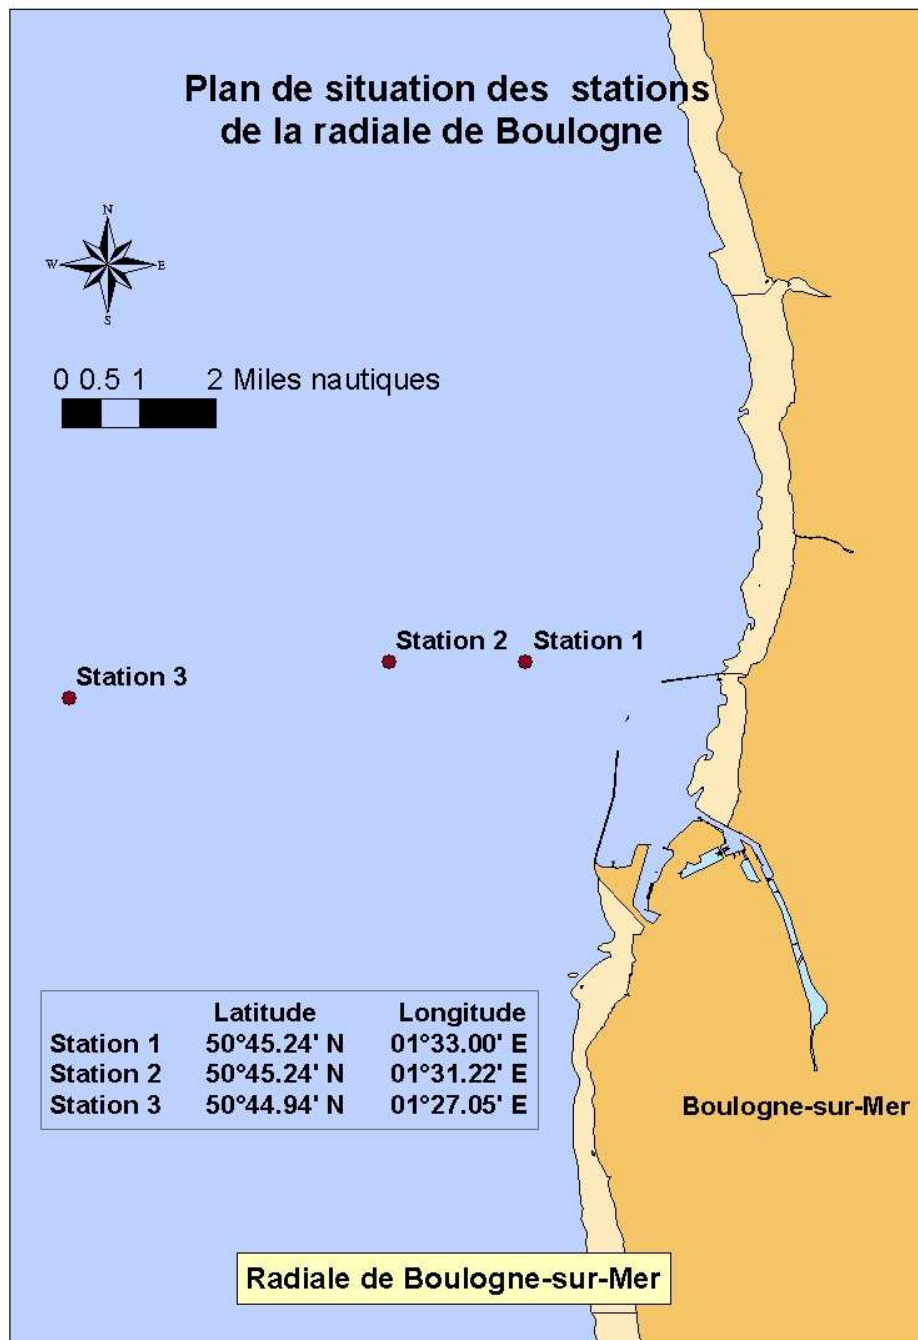 Plan de situation des stations
de la radiale de Boulogne
N
W E
S
0 0.5 1 2 Miles nautiques
Station 2 Station 1
Station 3
Latitude Longitude
Station 1 50°45.24' N 01°33.00' E
Station 2 50°45.24' N 01°31.22' E
Station 3 50°44.94' N 01°27.05' E
Boulogne-sur-Mer
Radiale de Boulogne-sur-Mer